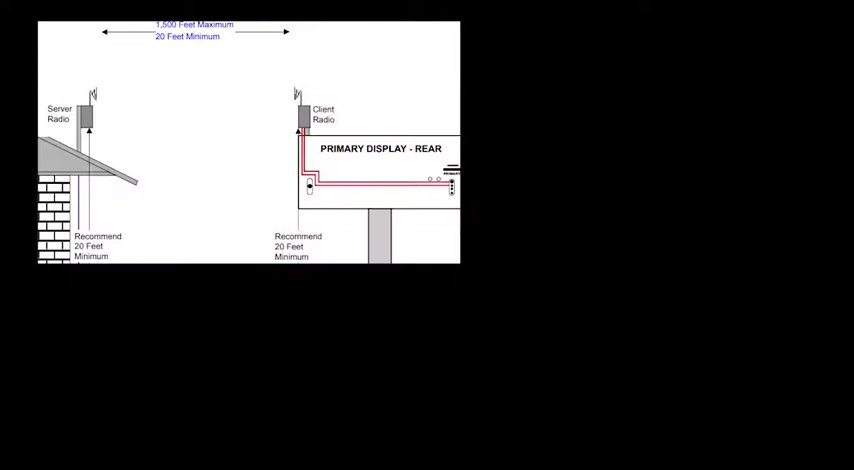 1,500 Feet Maximum
20 Feet Minimum
Server
Radio
Client
Radio
PRIMARY DISPLAY - REAR
PRIMARY
Recommend
20 Feet
Minimum
Recommend
20 Feet
Minimum